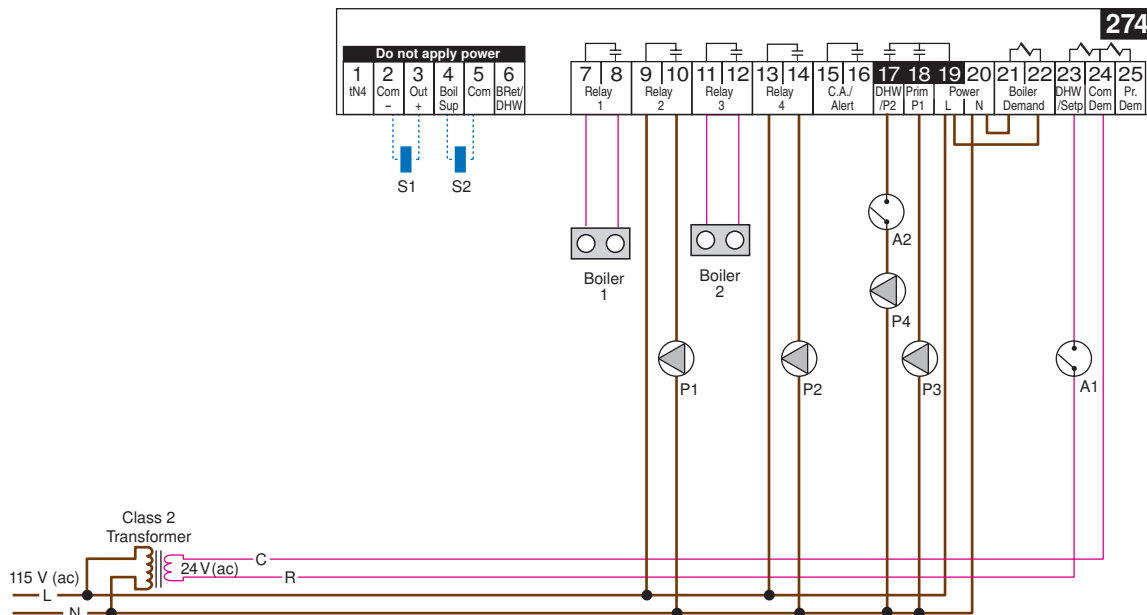 274
Do not apply power
1 2 3 4 5 6 7 8 9 10 11 12 13 14 15 16 17 18 19 20 21 22 23 24 25
tN4 Com Out Boil Com BRet/ Relay Relay Relay Relay C.A./ DHW Prim Power Boiler DHW Com Pr.
– + Sup DHW 1 2 3 4 Alert /P2 P1 L N Demand /Setp Dem Dem
S1 S2
A2
Boiler
1
Boiler
2
P4
P1 P2 P3 A1
Class 2
Transformer
C
24 V (ac)
R
115 V (ac)
L
N